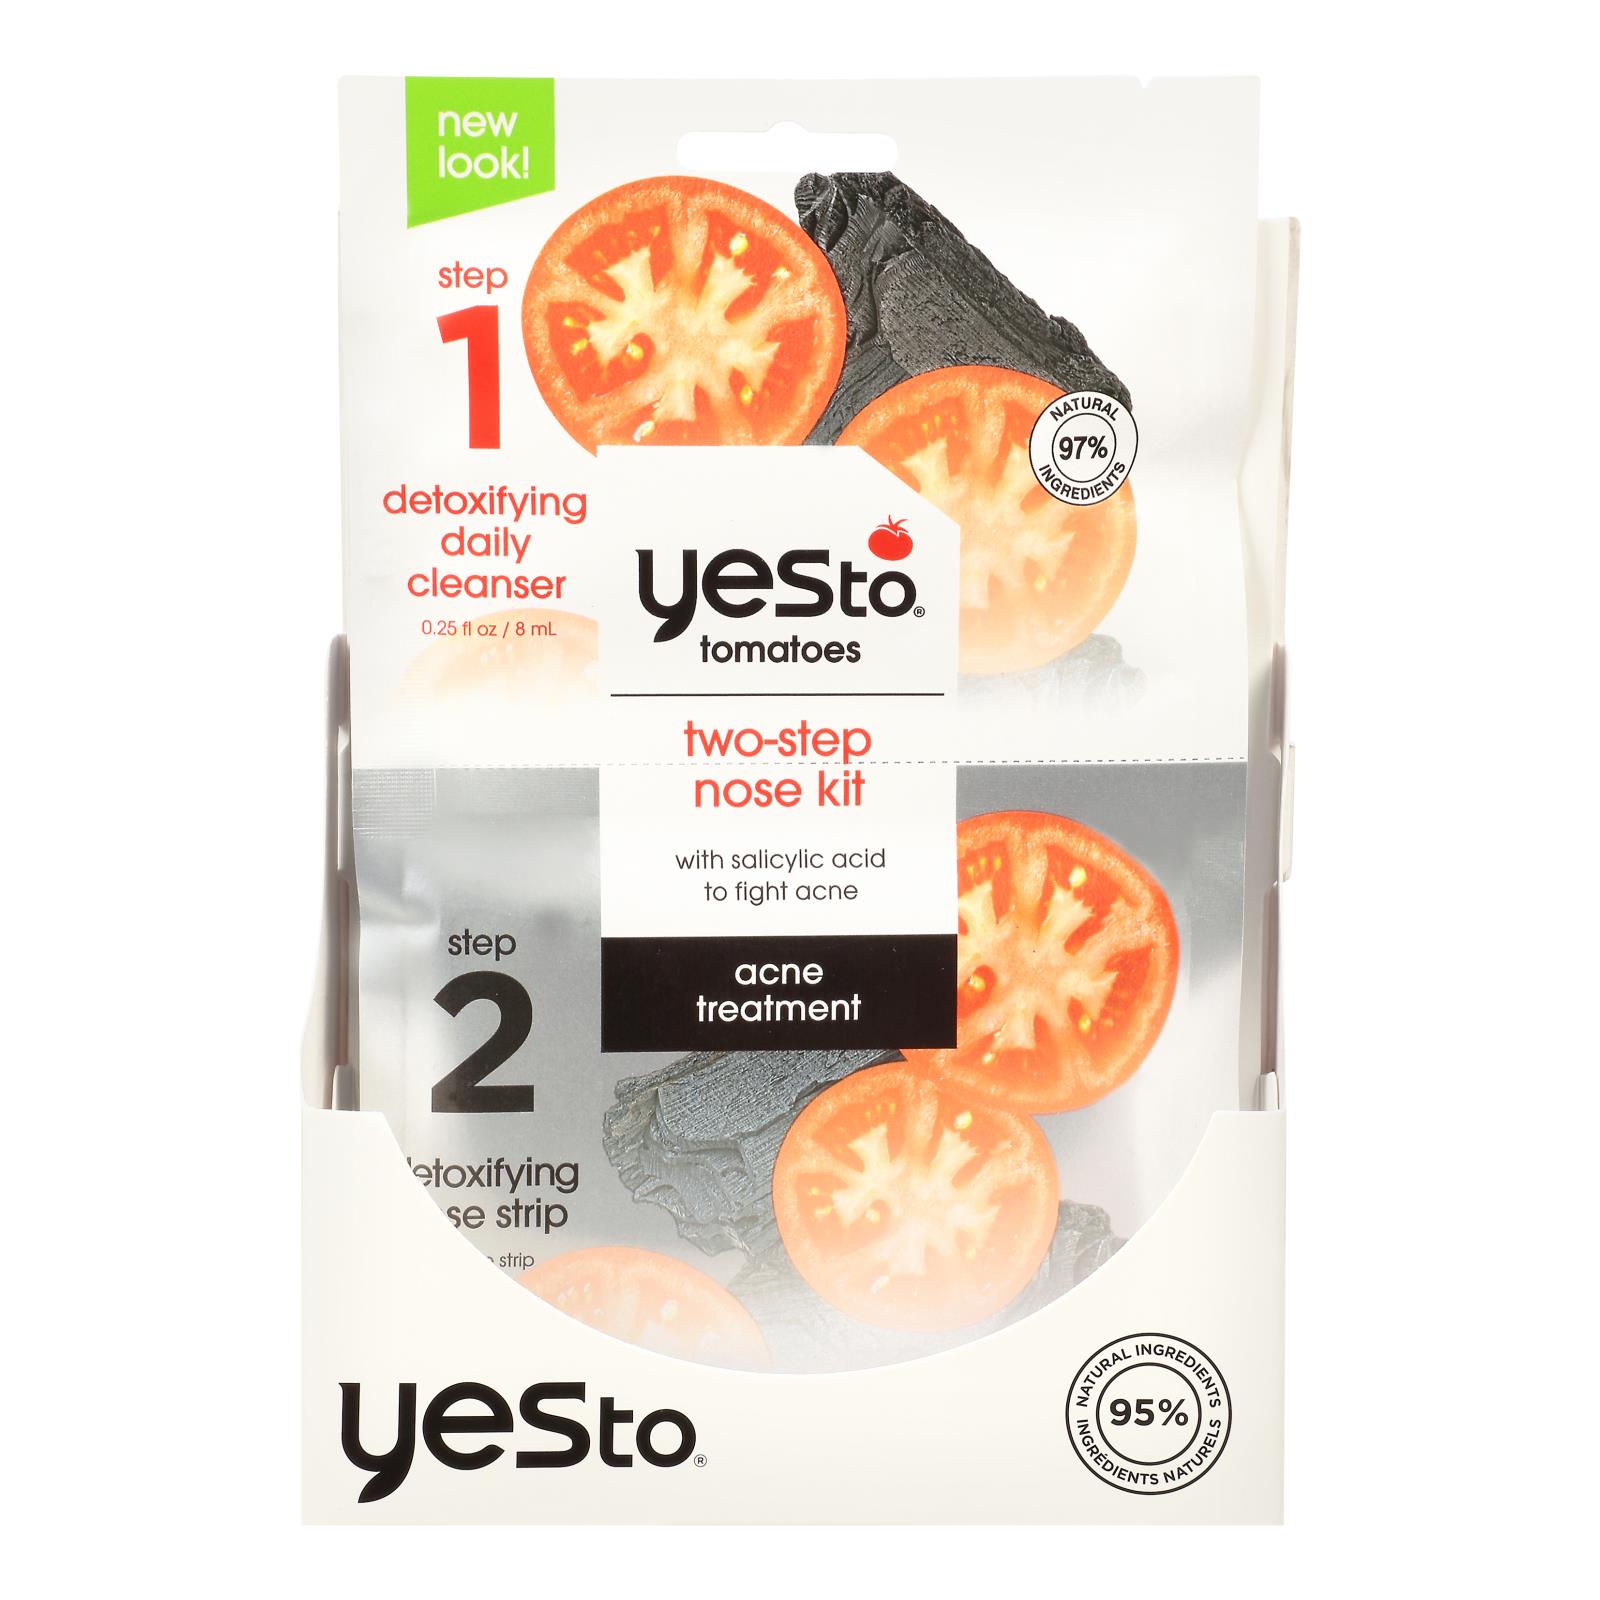 new
look!
step
1
detoxifying
daily
cleanser
0.25 fl oz / 8 mL
NATURAL
97%
INGREDIENTS
yesto®
tomatoes
two-step
nose kit
with salicylic acid
to fight acne
acne
treatment
step
2
etoxifying
se strip
strip
yesto®
NATURAL INGREDIENTS
95%
INGRÉDIENTS NATURELS